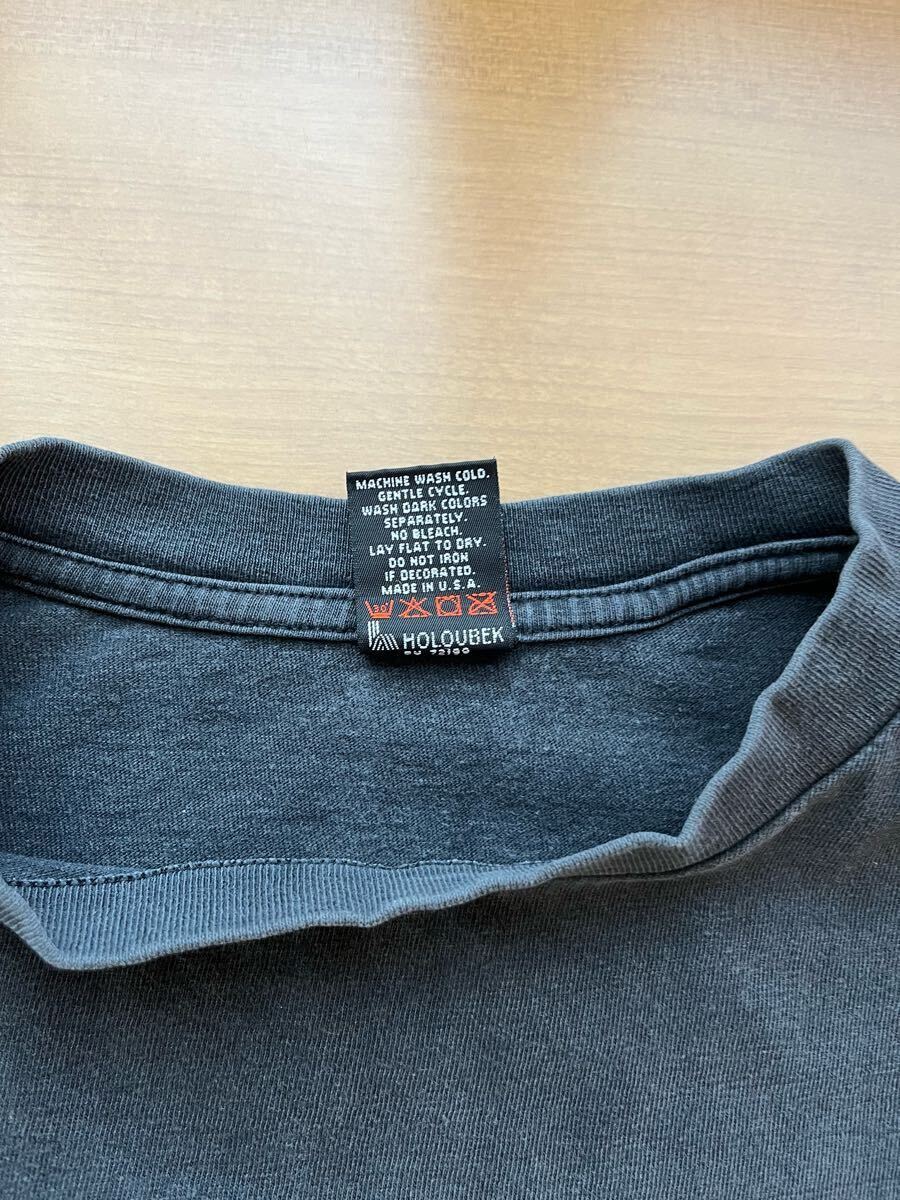 MACHINE WASH COLD.
GENTLE CYCLE.
WASH DARK COLORS
SEPARATELY.
NO BLEACH.
LAY FLAT TO DRY.
DO NOT IRON
IF DECORATED.
MADE IN U.S.A.
30°
HOLOUBEK